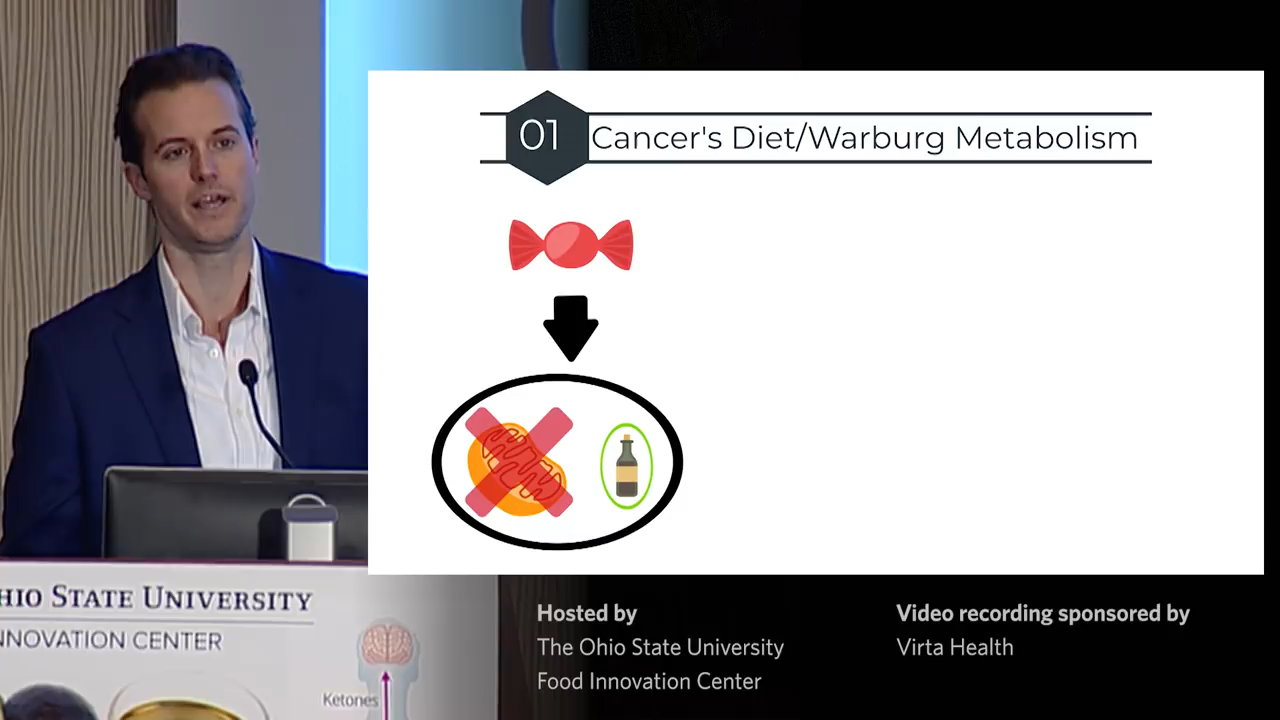 01
Cancer's Diet/Warburg Metabolism
HIO STATE UNIVERSITY
NNOVATION CENTER
Ketones
Hosted by
The Ohio State University
Food Innovation Center
Video recording sponsored by
Virta Health